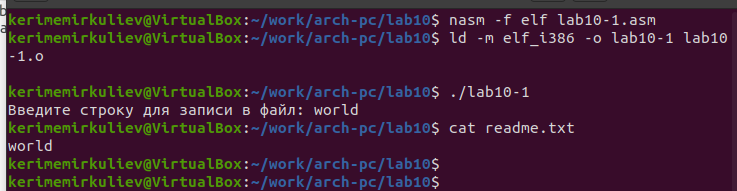 kerimemirkuliev@VirtualBox:~/work/arch-pc/lab10$ nasm -f elf lab10-1.asm
kerimemirkuliev@VirtualBox:~/work/arch-pc/lab10$ ld -m elf_i386 -o lab10-1 lab10
-1.o
kerimemirkuliev@VirtualBox:~/work/arch-pc/lab10$ ./lab10-1
Введите строку для записи в файл: world
kerimemirkuliev@VirtualBox:~/work/arch-pc/lab10$ cat readme.txt
world
kerimemirkuliev@VirtualBox:~/work/arch-pc/lab10$
kerimemirkuliev@VirtualBox:~/work/arch-pc/lab10$